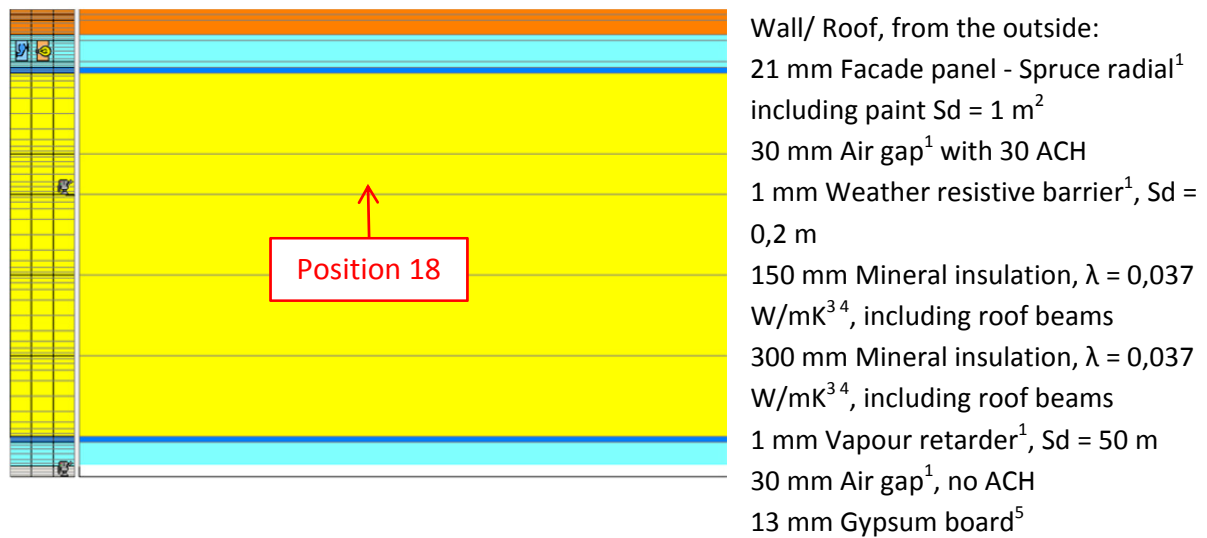 Position 18
Wall/ Roof, from the outside:
21 mm Facade panel - Spruce radial¹
including paint Sd = 1 m²
30 mm Air gap¹ with 30 ACH
1 mm Weather resistive barrier¹, Sd =
0,2 m
150 mm Mineral insulation, λ = 0,037
W/mK³ ⁴, including roof beams
300 mm Mineral insulation, λ = 0,037
W/mK³ ⁴, including roof beams
1 mm Vapour retarder¹, Sd = 50 m
30 mm Air gap¹, no ACH
13 mm Gypsum board⁵